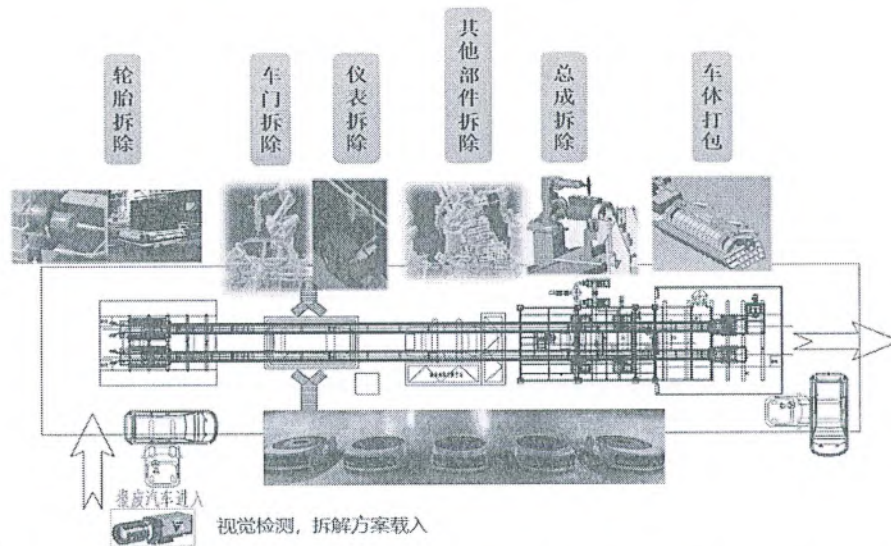 轮胎拆除
车门拆除
仪表拆除
其他部件拆除
总成拆除
车体打包
报废汽车进入
视觉检测，拆解方案载入